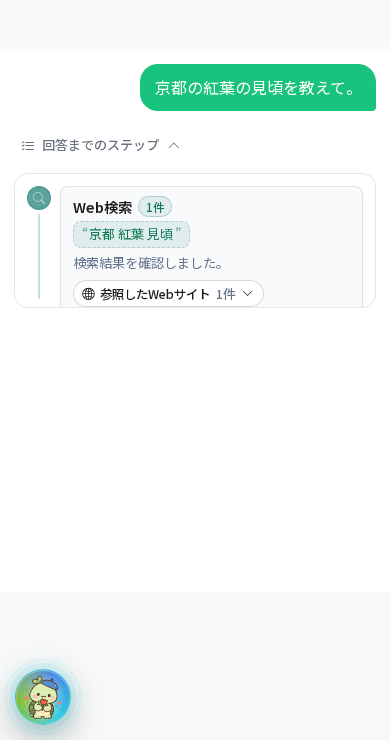 京都の紅葉の見頃を教えて。
回答までのステップ
Web検索 1件
“京都 紅葉 見頃 ”
検索結果を確認しました。
参照したWebサイト 1件